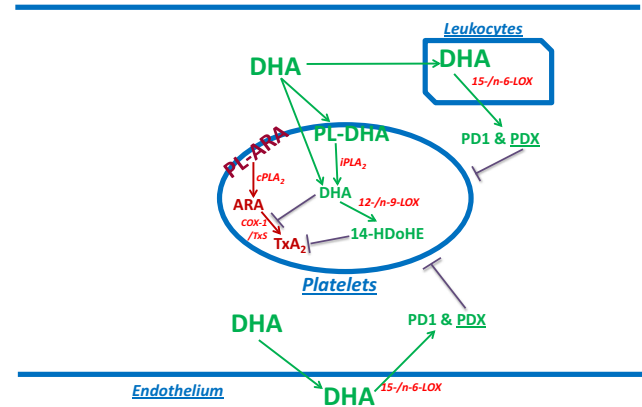 Leukocytes
DHA
DHA
15-/n-6-LOX
PD1 & PDX
PL-ARA
PL-DHA
cPLA2
iPLA2
DHA
12-/n-9-LOX
ARA
COX-1
/TxS
TxA2
14-HDoHE
Platelets
DHA
PD1 & PDX
Endothelium
DHA
15-/n-6-LOX